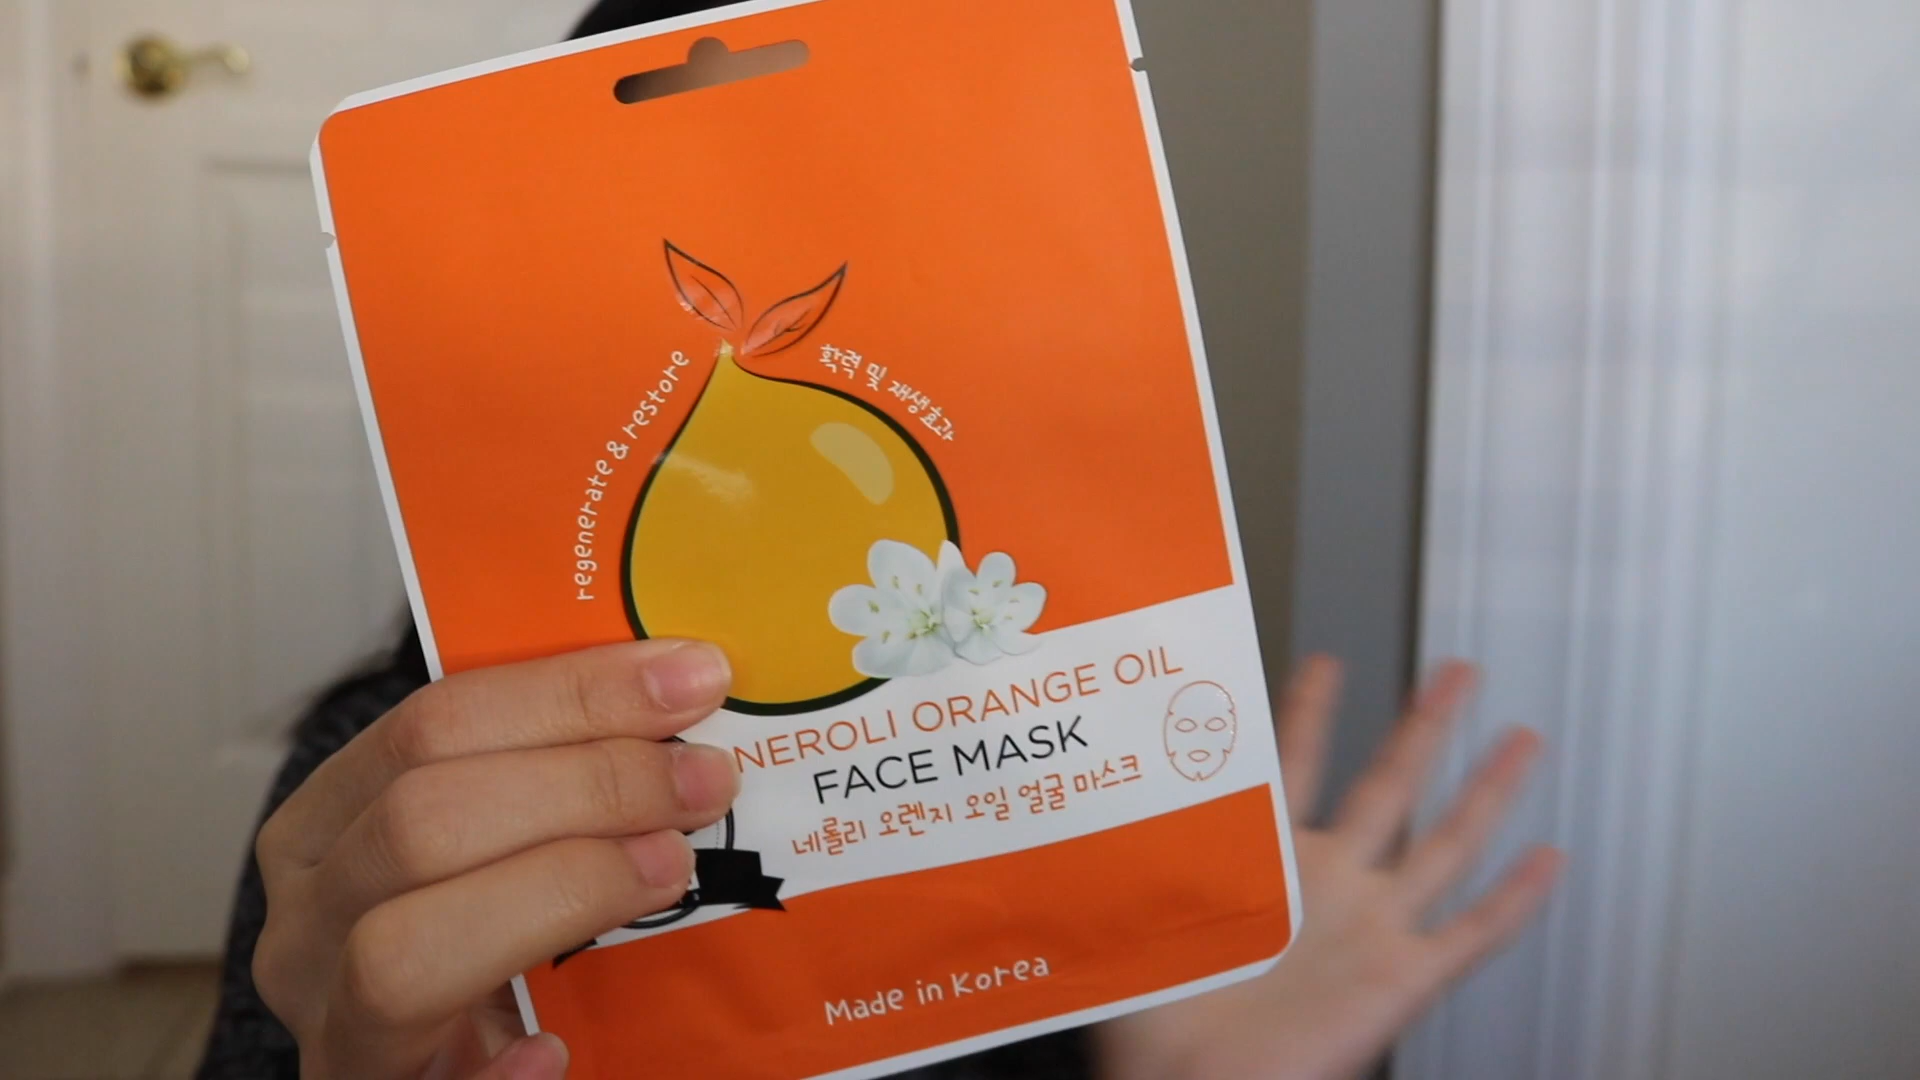 regenerate & restore
확력 및 재생효과
NEROLI ORANGE OIL
FACE MASK
네롤리 오렌지 오일 얼굴 마스크
Made in Korea